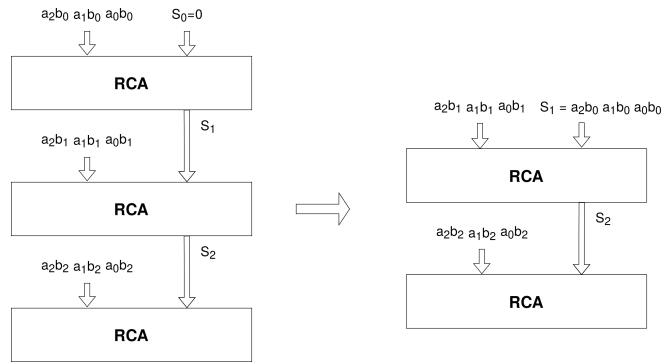 a₂b₀ a₁b₀ a₀b₀ S₀=0
RCA
S₁
a₂b₁ a₁b₁ a₀b₁
RCA
S₂
a₂b₂ a₁b₂ a₀b₂
RCA
a₂b₁ a₁b₁ a₀b₁ S₁ = a₂b₀ a₁b₀ a₀b₀
RCA
S₂
a₂b₂ a₁b₂ a₀b₂
RCA